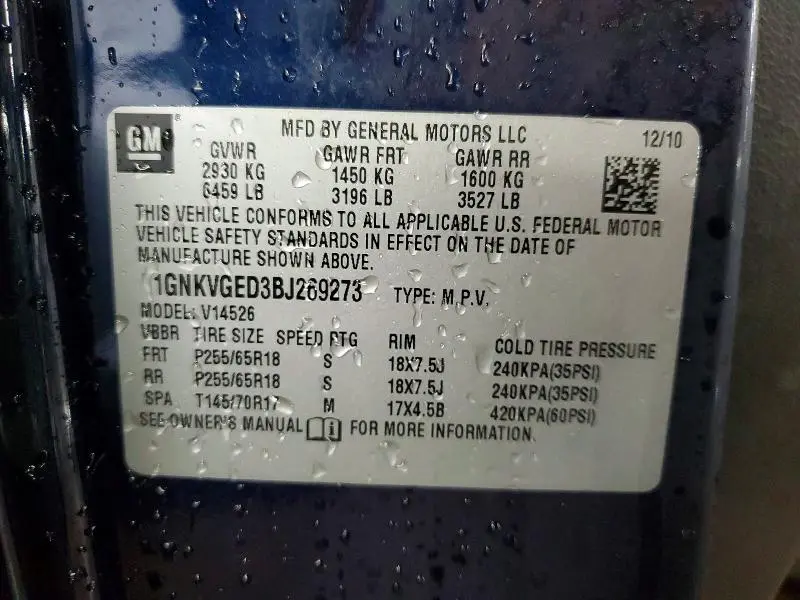 GM
MFD BY GENERAL MOTORS LLC 12/10
GVWR GAWR FRT GAWR RR
2930 KG 1450 KG 1600 KG
6459 LB 3196 LB 3527 LB
THIS VEHICLE CONFORMS TO ALL APPLICABLE U.S. FEDERAL MOTOR
VEHICLE SAFETY STANDARDS IN EFFECT ON THE DATE OF
MANUFACTURE SHOWN ABOVE.
1GNKVGED3BJ269273 TYPE: M.P.V.
MODEL: V14526
VBBR TIRE SIZE SPEED RTG RIM COLD TIRE PRESSURE
FRT P255/65R18 S 18X7.5J 240KPA(35PSI)
RR P255/65R18 S 18X7.5J 240KPA(35PSI)
SPA T145/70R17 M 17X4.5B 420KPA(60PSI)
SEE OWNER'S MANUAL i FOR MORE INFORMATION.